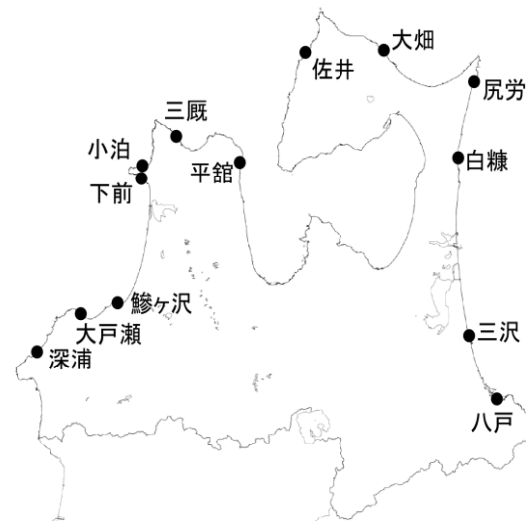 大畑
佐井
尻労
三厩
小泊
平舘
白糠
下前
鰺ヶ沢
大戸瀬
三沢
深浦
八戸